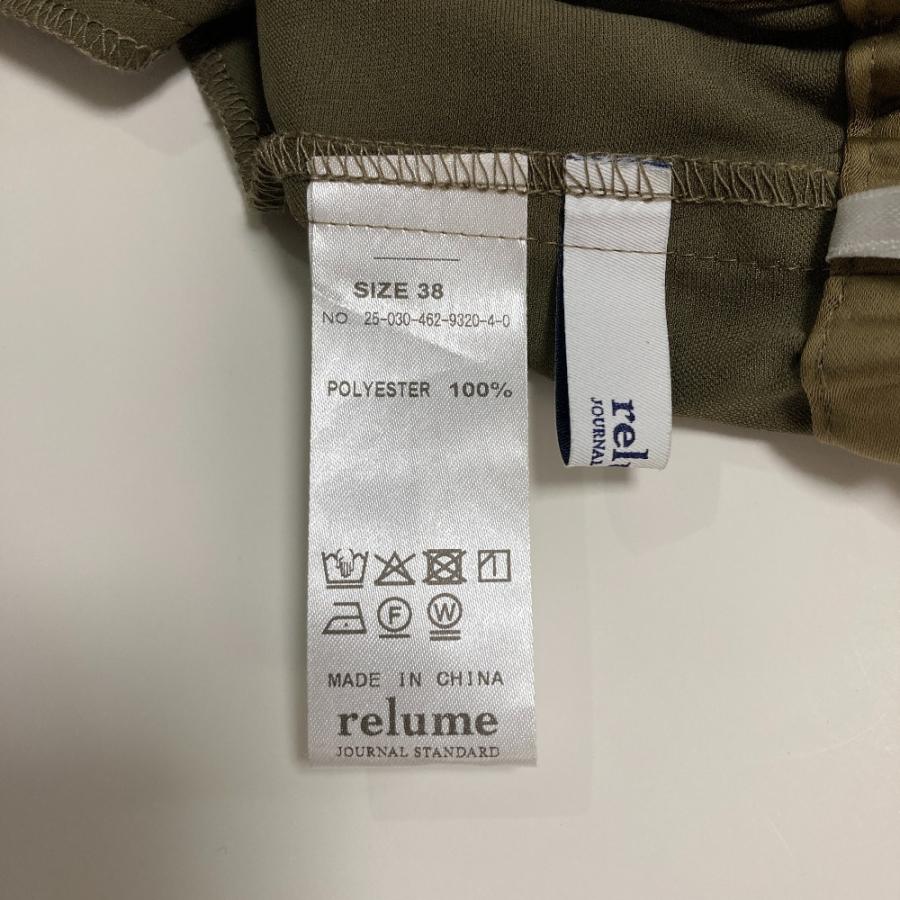 SIZE 38
NO 25-030-462-9320-4-0
POLYESTER 100%
F W
MADE IN CHINA
relume
JOURNAL STANDARD
rel
JOURNAL